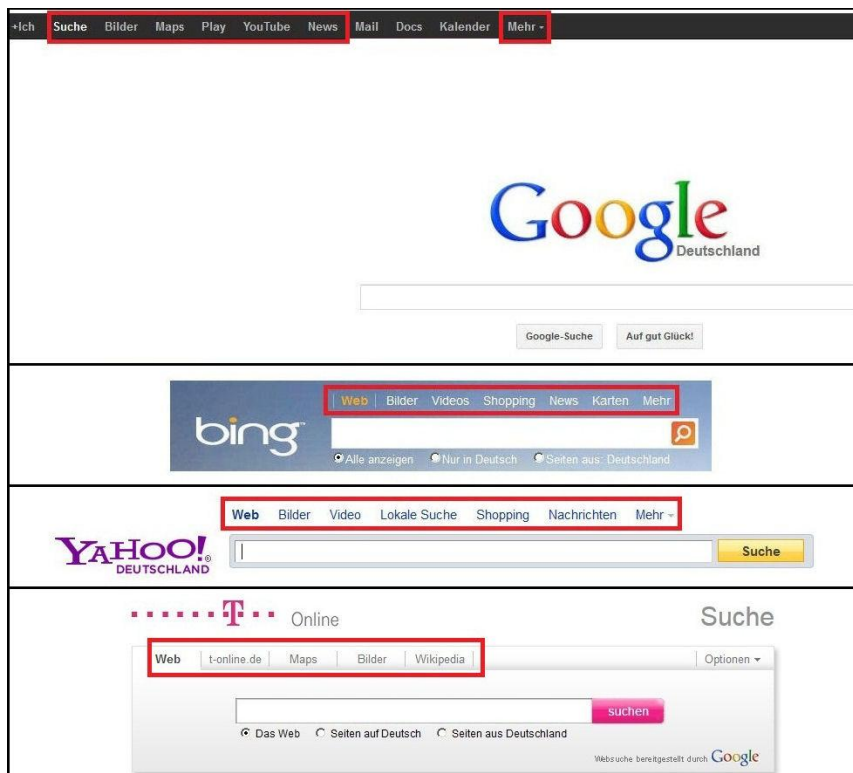 +Ich Suche Bilder Maps Play YouTube News Mail Docs Kalender Mehr
Google
Deutschland
Google-Suche Auf gut Glück!
Web Bilder Videos Shopping News Karten Mehr
bing™
Alle anzeigen Nur in Deutsch Seiten aus: Deutschland
Web Bilder Video Lokale Suche Shopping Nachrichten Mehr
YAHOO!®
DEUTSCHLAND
Suche
T Online Suche
Web t-online.de Maps Bilder Wikipedia Optionen
suchen
Das Web Seiten auf Deutsch Seiten aus Deutschland
Websuche bereitgestellt durch Google